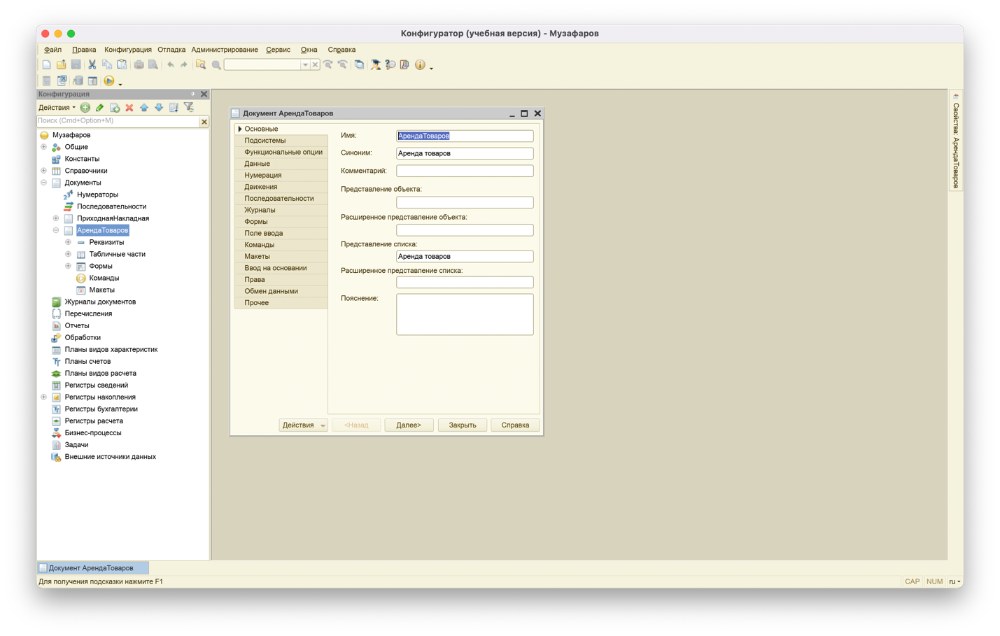 Конфигуратор (учебная версия) - Музафаров
Файл Правка Конфигурация Отладка Администрирование Сервис Окна Справка
Конфигурация
Действия
Поиск (Cmd+Option+M)
Музафаров
Общие
Константы
Справочники
Документы
Нумераторы
Последовательности
ПриходнаяНакладная
АрендаТоваров
Реквизиты
Табличные части
Формы
Команды
Макеты
Журналы документов
Перечисления
Отчеты
Обработки
Планы видов характеристик
Планы счетов
Планы видов расчета
Регистры сведений
Регистры накопления
Регистры бухгалтерии
Регистры расчета
Бизнес-процессы
Задачи
Внешние источники данных
Документ АрендаТоваров
Основные
Подсистемы
Функциональные опции
Данные
Нумерация
Движения
Последовательности
Журналы
Формы
Поле ввода
Команды
Макеты
Ввод на основании
Права
Обмен данными
Прочее
Имя: АрендаТоваров
Синоним: Аренда товаров
Комментарий:
Представление объекта:
Расширенное представление объекта:
Представление списка:
Аренда товаров
Расширенное представление списка:
Пояснение:
Действия <Назад Далее> Закрыть Справка
Свойства: АрендаТоваров
Документ АрендаТоваров
Для получения подсказки нажмите F1
CAP NUM ru